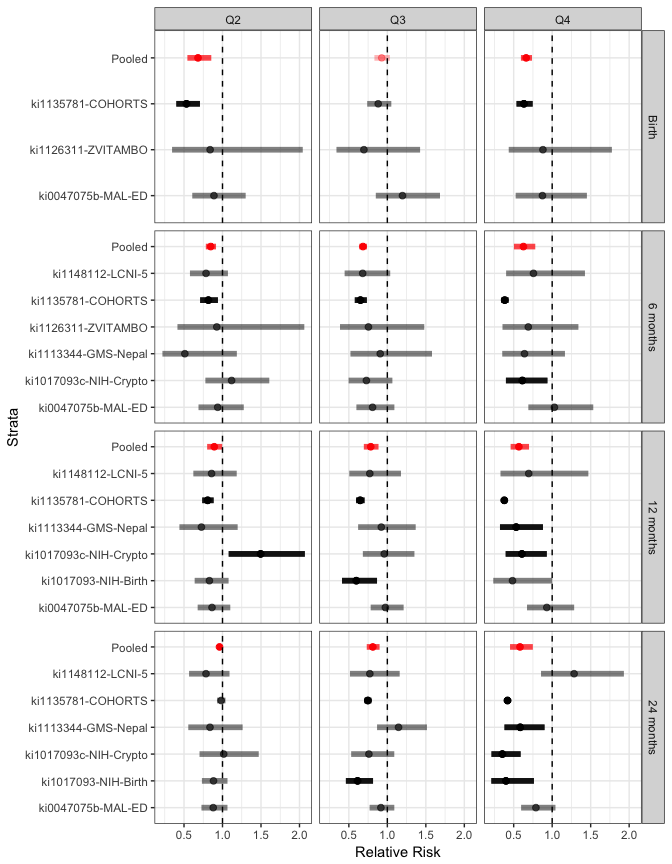 Q2 Q3 Q4
Pooled
ki1135781-COHORTS
ki1126311-ZVITAMBO
ki0047075b-MAL-ED
Birth
Pooled
ki1148112-LCNI-5
ki1135781-COHORTS
ki1126311-ZVITAMBO
ki1113344-GMS-Nepal
ki1017093c-NIH-Crypto
ki0047075b-MAL-ED
6 months
Strata
Pooled
ki1148112-LCNI-5
ki1135781-COHORTS
ki1113344-GMS-Nepal
ki1017093c-NIH-Crypto
ki1017093-NIH-Birth
ki0047075b-MAL-ED
12 months
Pooled
ki1148112-LCNI-5
ki1135781-COHORTS
ki1113344-GMS-Nepal
ki1017093c-NIH-Crypto
ki1017093-NIH-Birth
ki0047075b-MAL-ED
24 months
0.5 1.0 1.5 2.0 0.5 1.0 1.5 2.0 0.5 1.0 1.5 2.0
Relative Risk